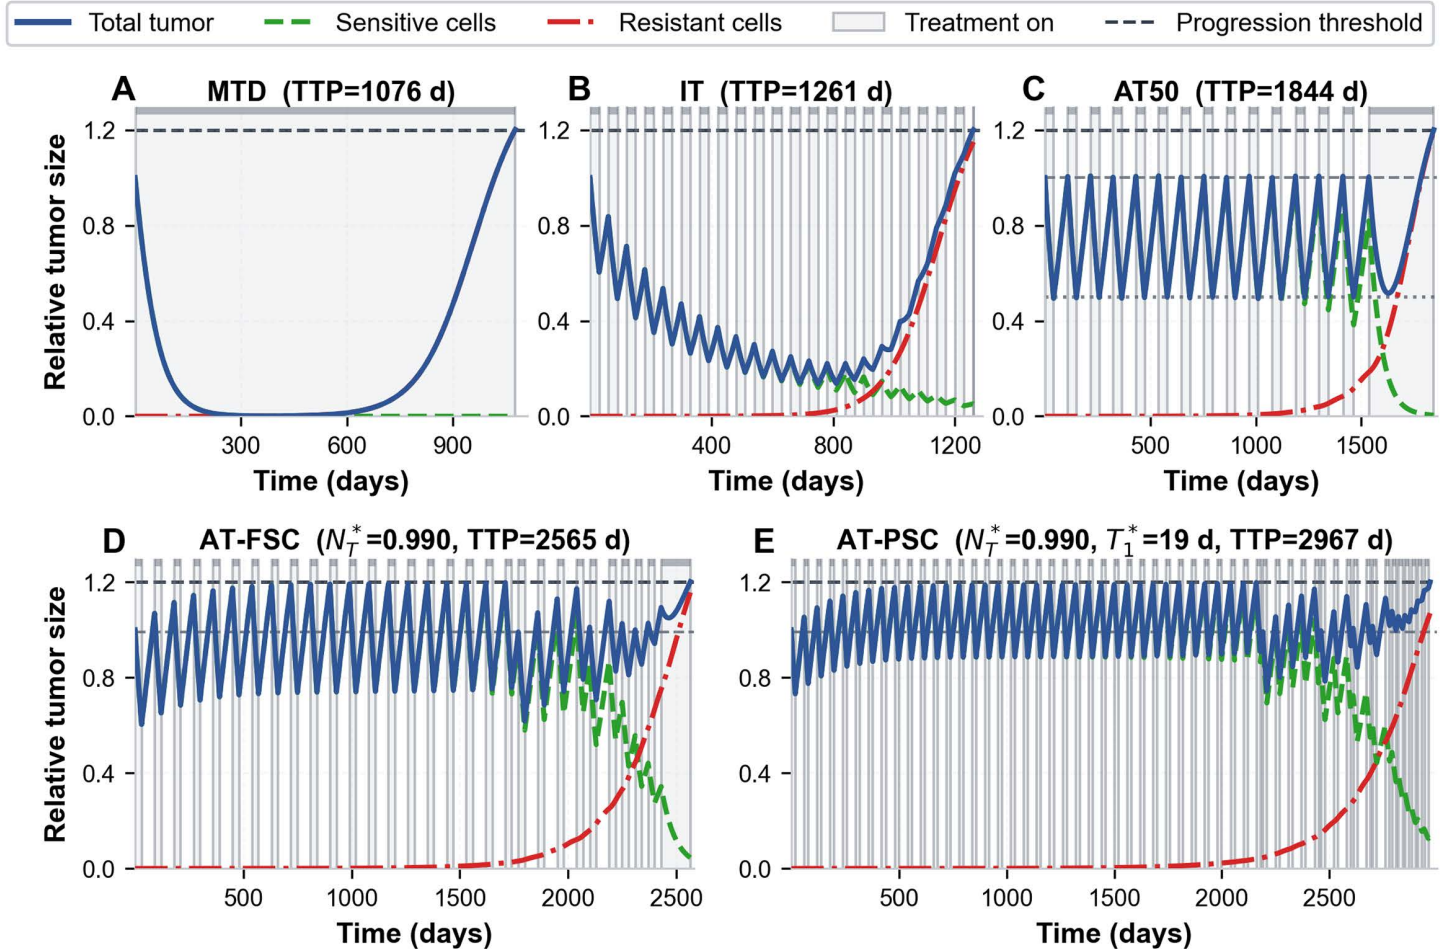 Total tumor Sensitive cells Resistant cells Treatment on Progression threshold
A MTD (TTP=1076 d)
B IT (TTP=1261 d)
C AT50 (TTP=1844 d)
Relative tumor size
1.2
0.8
0.4
0.0
300 600 900
Time (days)
1.2
0.8
0.4
0.0
400 800 1200
Time (days)
1.2
0.8
0.4
0.0
500 1000 1500
Time (days)
D AT-FSC (N_T^*=0.990, TTP=2565 d)
E AT-PSC (N_T^*=0.990, T_1^*=19 d, TTP=2967 d)
Relative tumor size
1.2
0.8
0.4
0.0
500 1000 1500 2000 2500
Time (days)
1.2
0.8
0.4
0.0
500 1000 1500 2000 2500
Time (days)